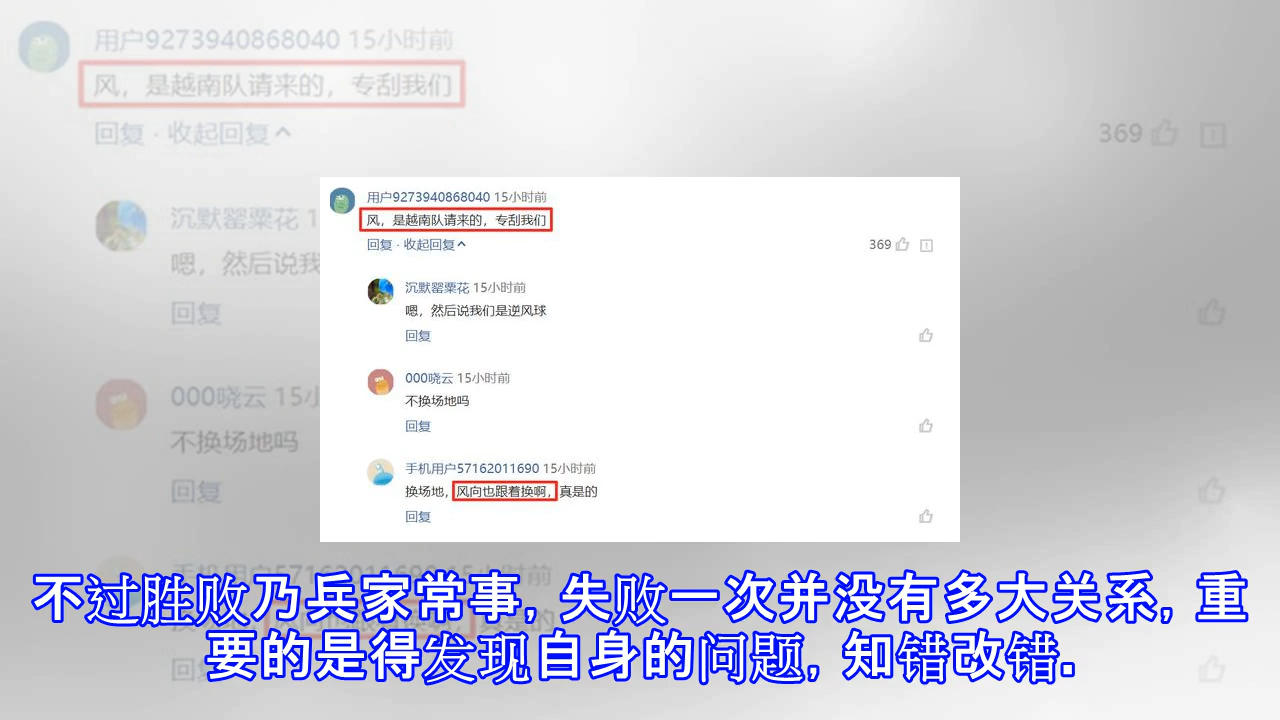 用户9273940868040 15小时前
风，是越南队请来的，专刮我们
回复 · 收起回复
369
沉默罂粟花 15小时前
嗯，然后说我们是逆风球
回复
000晓云 15小时前
不换场地吗
回复
手机用户57162011690 15小时前
换场地，风向也跟着换啊，真是的
回复
不过胜败乃兵家常事, 失败一次并没有多大关系, 重
要的是得发现自身的问题, 知错改错.